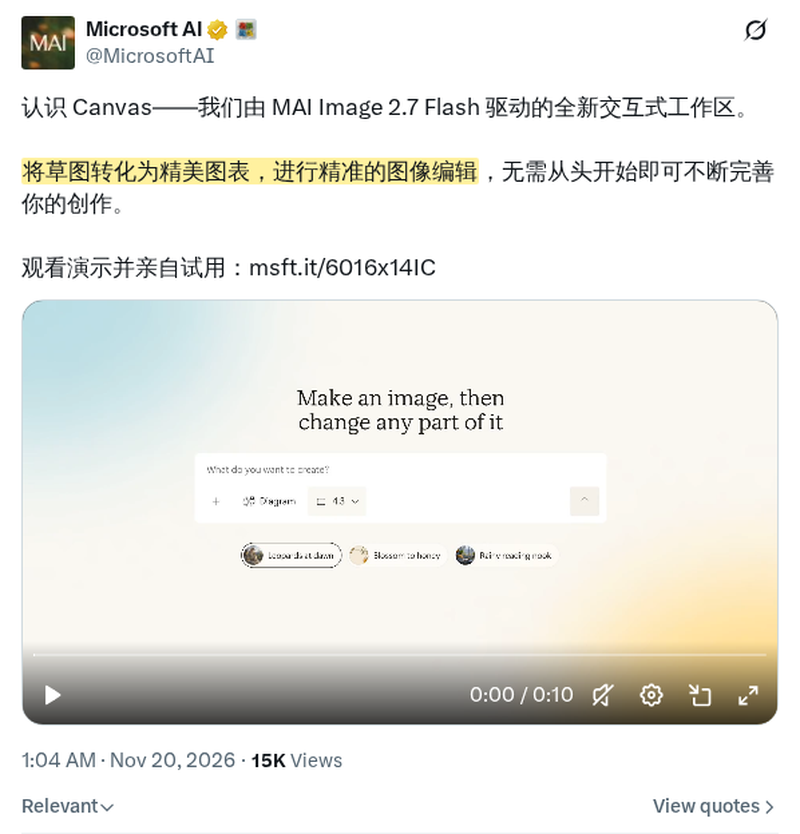 MAI
Microsoft AI
@MicrosoftAI
认识 Canvas——我们由 MAI Image 2.7 Flash 驱动的全新交互式工作区。
将草图转化为精美图表，进行精准的图像编辑，无需从头开始即可不断完善
你的创作。
观看演示并亲自试用：msft.it/6016x14IC
Make an image, then
change any part of it
What do you want to create?
+ Diagram 4:3
Leopards at dawn Blossom to honey Rainy reading nook
0:00 / 0:10
1:04 AM · Nov 20, 2026 · 15K Views
Relevant View quotes